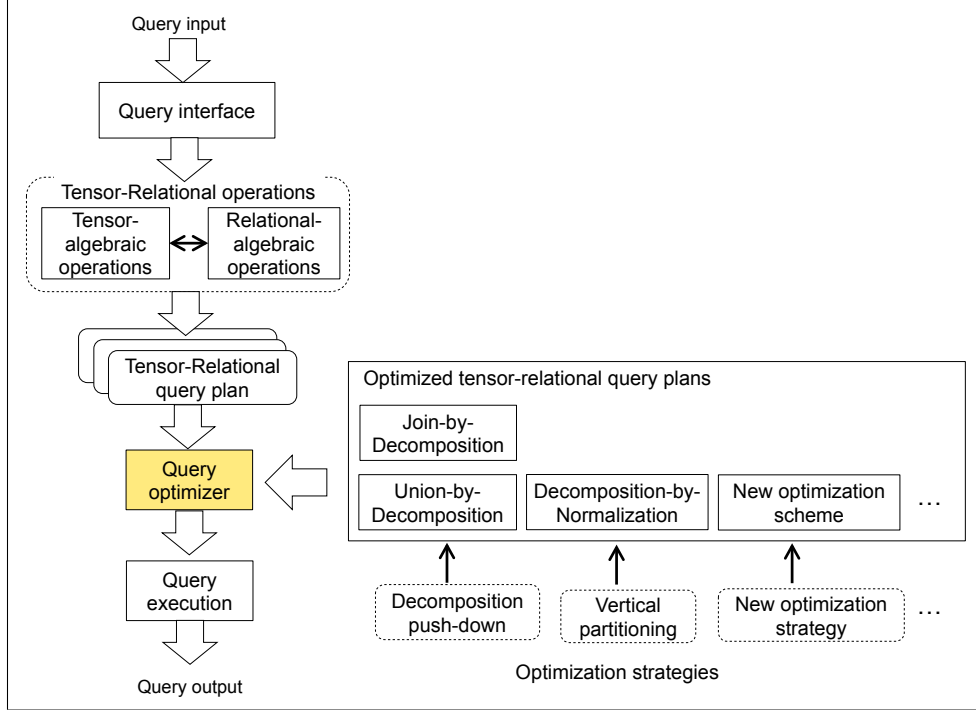 Query input
Query interface
Tensor-Relational operations
Tensor-
algebraic
operations
Relational-
algebraic
operations
Tensor-Relational
query plan
Query
optimizer
Query
execution
Query output
Optimized tensor-relational query plans
Join-by-
Decomposition
Union-by-
Decomposition
Decomposition-by-
Normalization
New optimization
scheme
...
Decomposition
push-down
Vertical
partitioning
New optimization
strategy
...
Optimization strategies